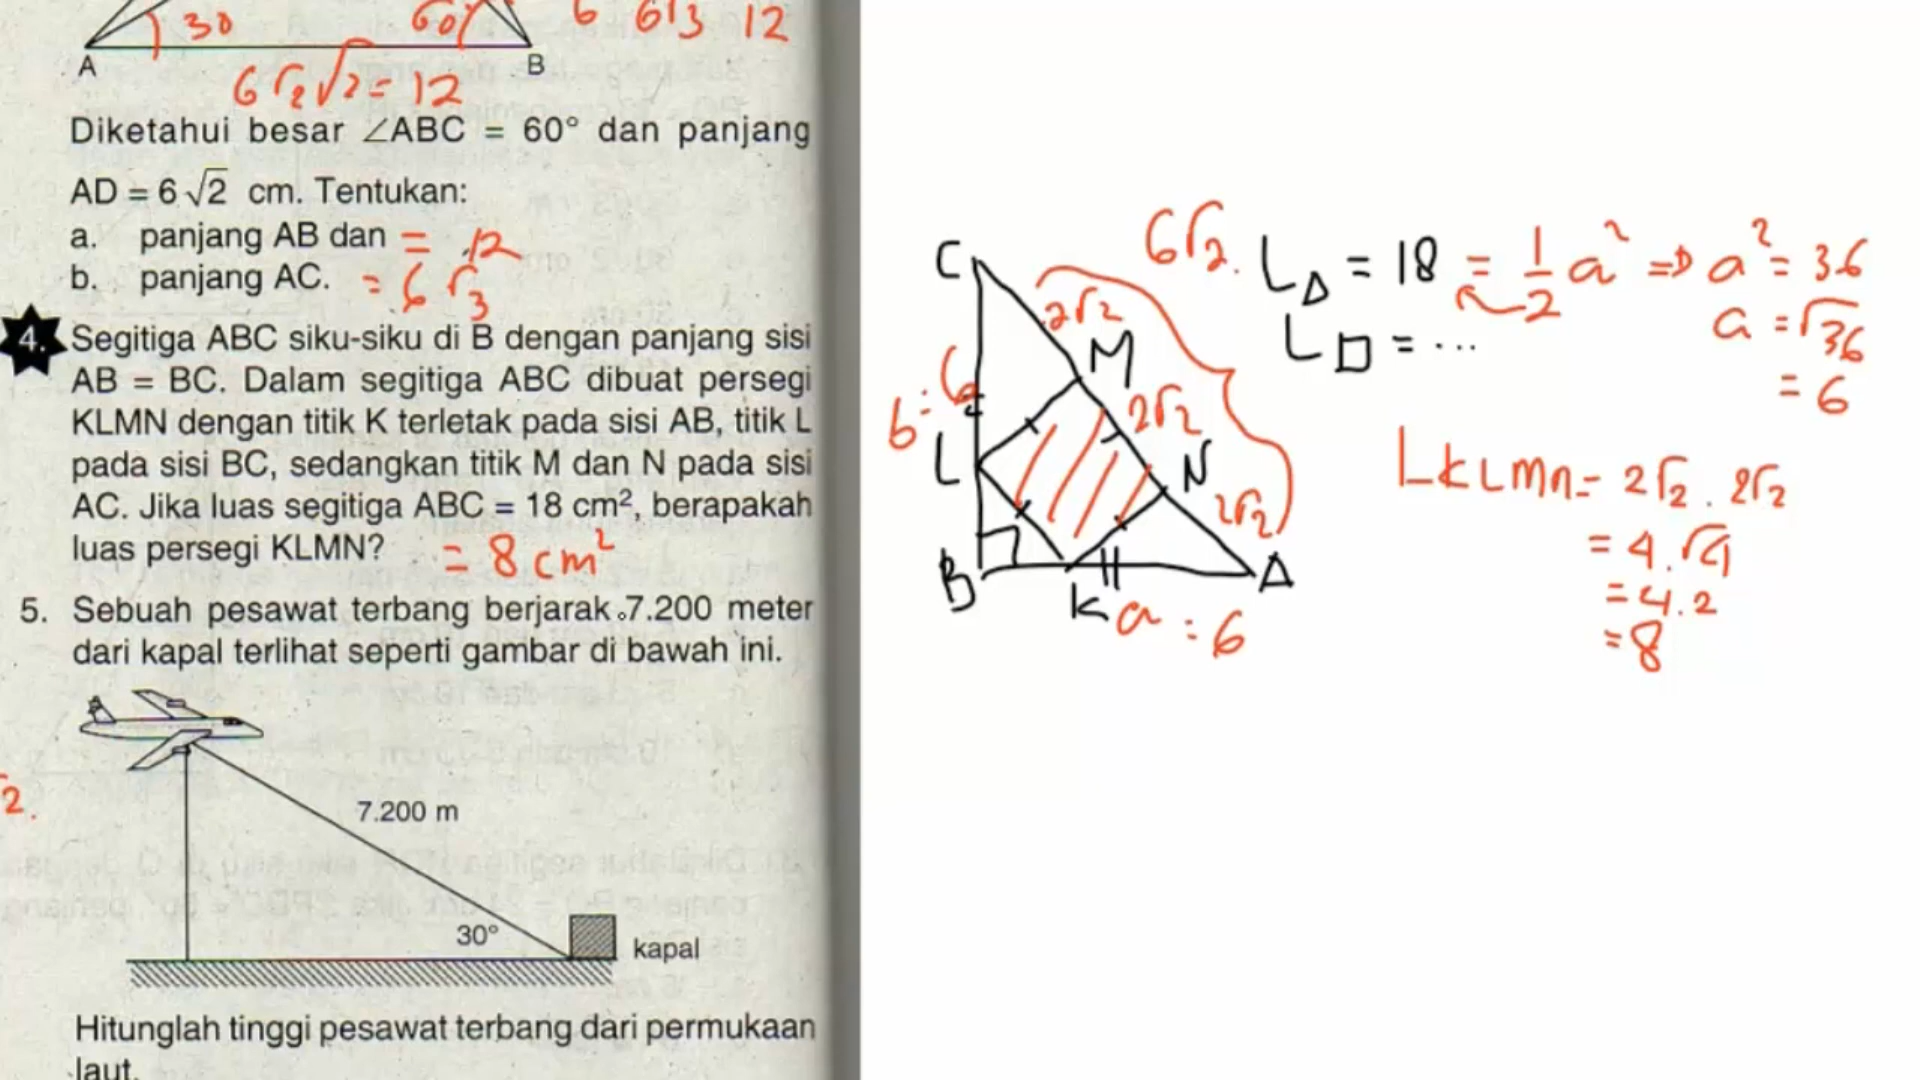 30 60 6 6√3 12
A B
6√2 √2 = 12
Diketahui besar ∠ABC = 60° dan panjang
AD = 6√2 cm. Tentukan:
a. panjang AB dan = 12
b. panjang AC. = 6√3
4. Segitiga ABC siku-siku di B dengan panjang sisi
AB = BC. Dalam segitiga ABC dibuat persegi
KLMN dengan titik K terletak pada sisi AB, titik L
pada sisi BC, sedangkan titik M dan N pada sisi
AC. Jika luas segitiga ABC = 18 cm², berapakah
luas persegi KLMN? = 8 cm²
5. Sebuah pesawat terbang berjarak 7.200 meter
dari kapal terlihat seperti gambar di bawah ini.
2.
7.200 m
30°
kapal
Hitunglah tinggi pesawat terbang dari permukaan
laut.
6√2. L△ = 18 = 1/2 a² => a² = 36
L□ = ...
a = √36
= 6
C
2√2
M
6
2√2
L
N
2√2
B
K
A
a = 6
LKLMN = 2√2 . 2√2
= 4.√4
= 4.2
= 8